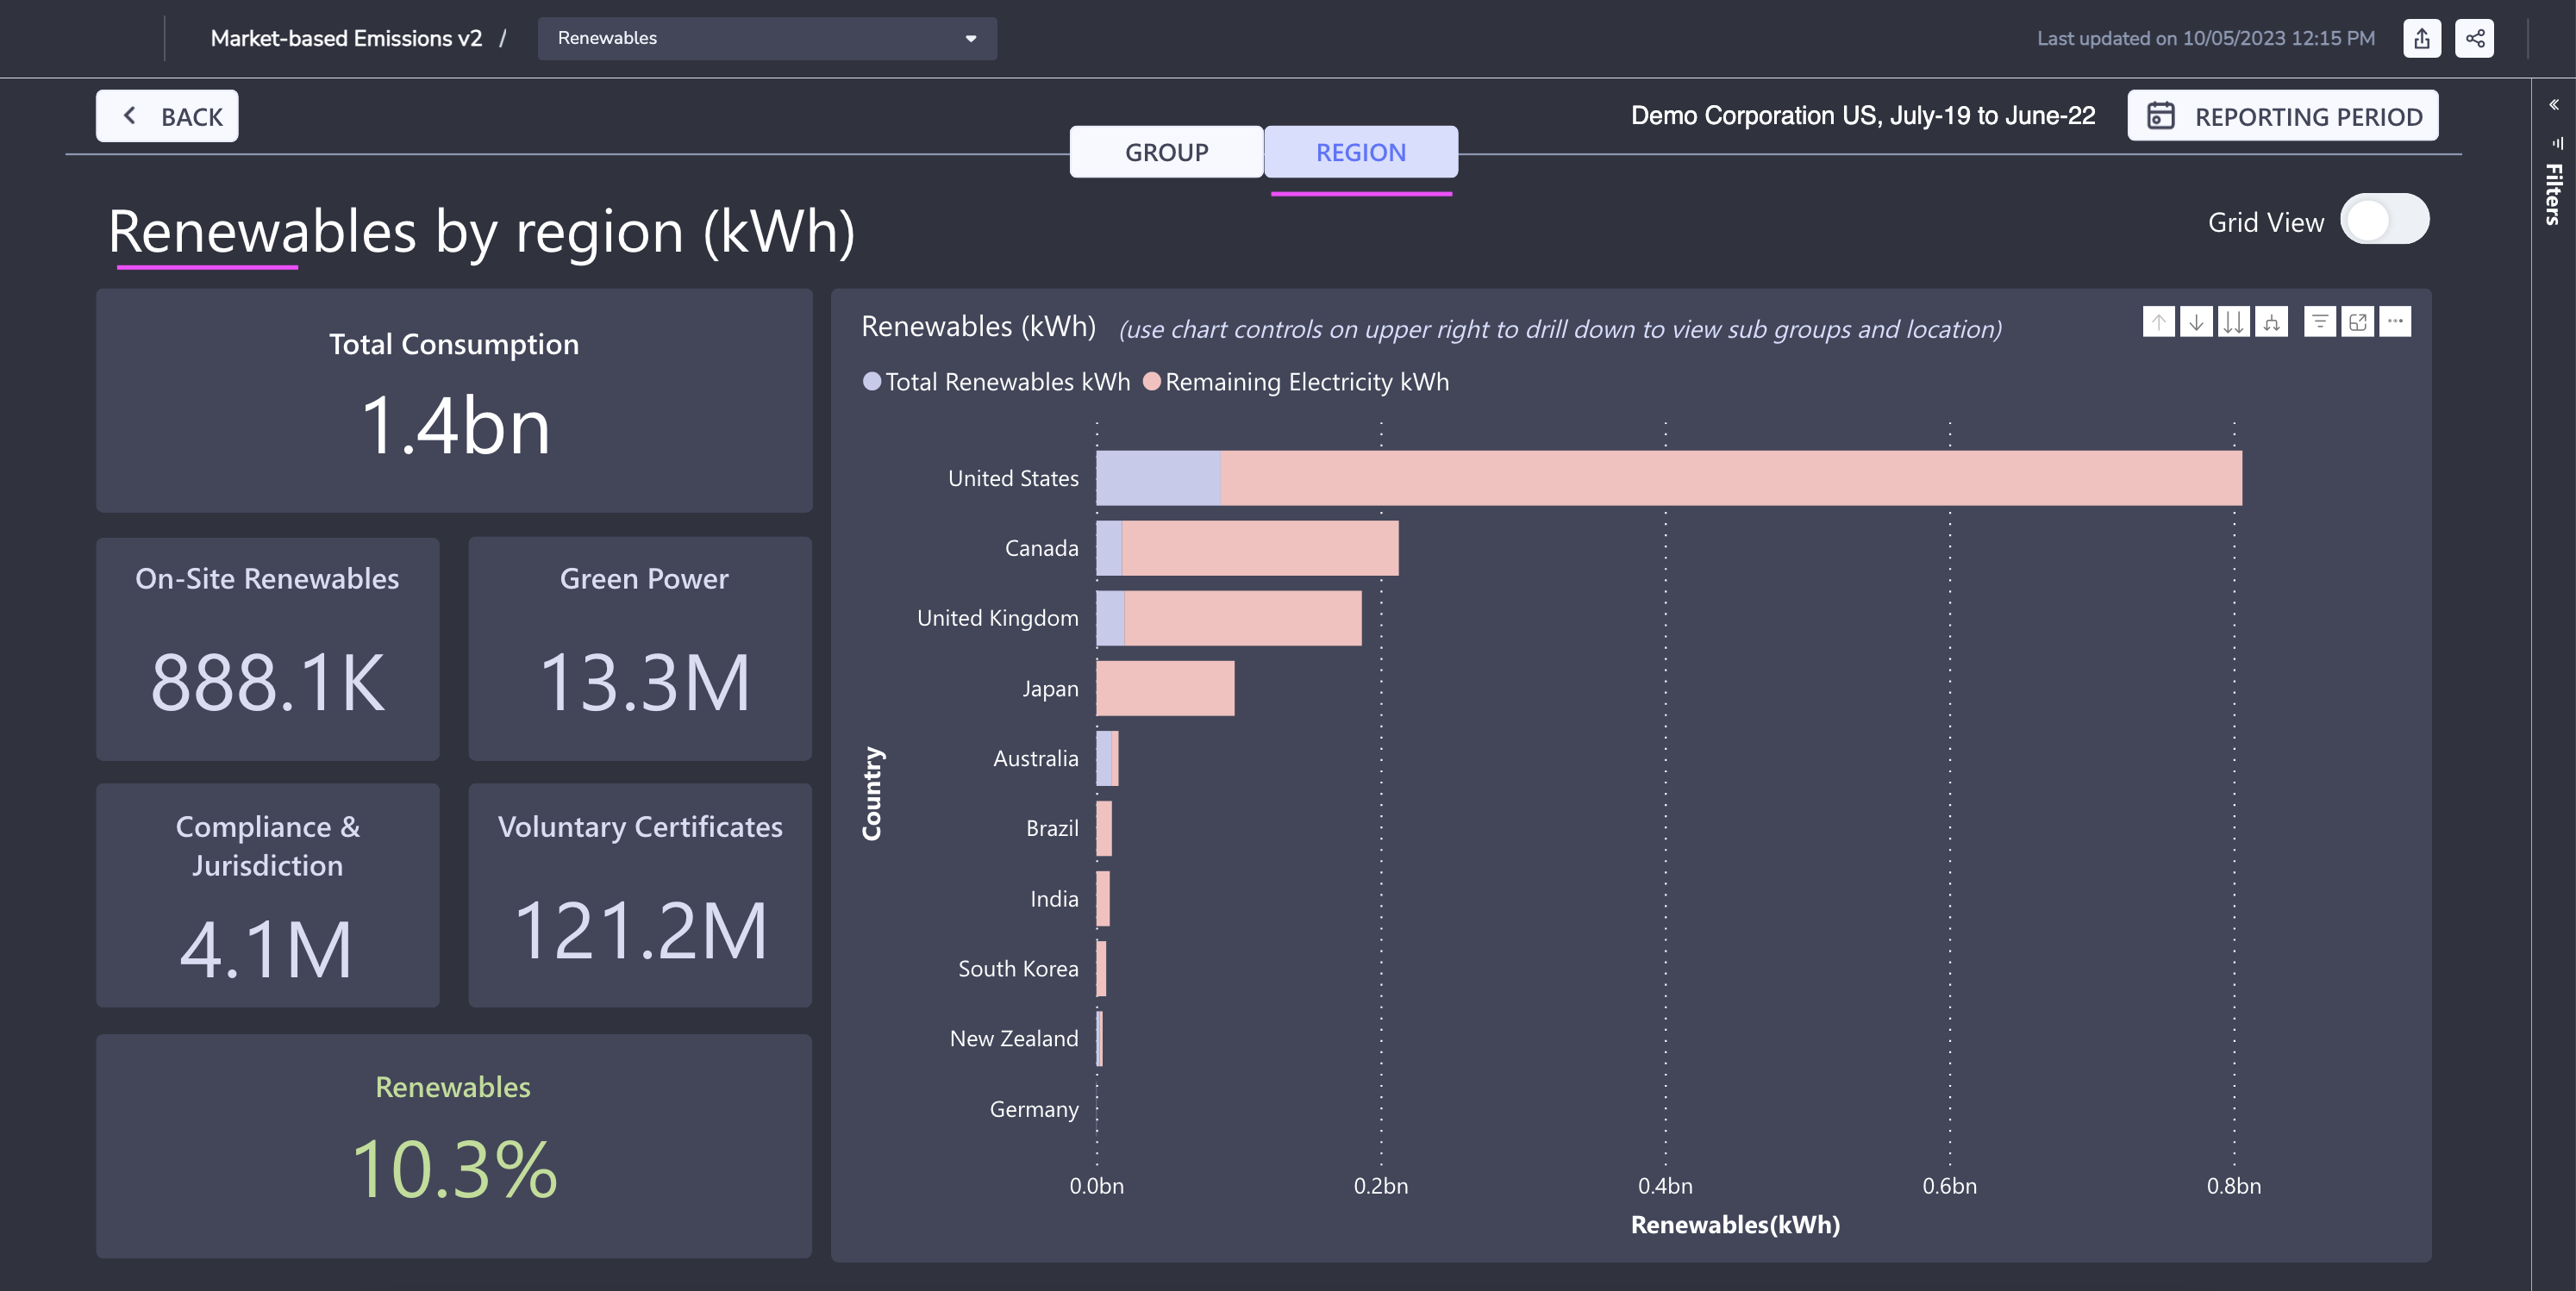 Market-based Emissions v2 / Renewables
Last updated on 10/05/2023 12:15 PM
BACK
GROUP
REGION
Demo Corporation US, July-19 to June-22
REPORTING PERIOD
Filters
Renewables by region (kWh)
Grid View
Total Consumption
1.4bn
On-Site Renewables
888.1K
Green Power
13.3M
Compliance &
Jurisdiction
4.1M
Voluntary Certificates
121.2M
Renewables
10.3%
Renewables (kWh) (use chart controls on upper right to drill down to view sub groups and location)
Total Renewables kWh Remaining Electricity kWh
Country
United States
Canada
United Kingdom
Japan
Australia
Brazil
India
South Korea
New Zealand
Germany
0.0bn 0.2bn 0.4bn 0.6bn 0.8bn
Renewables(kWh)